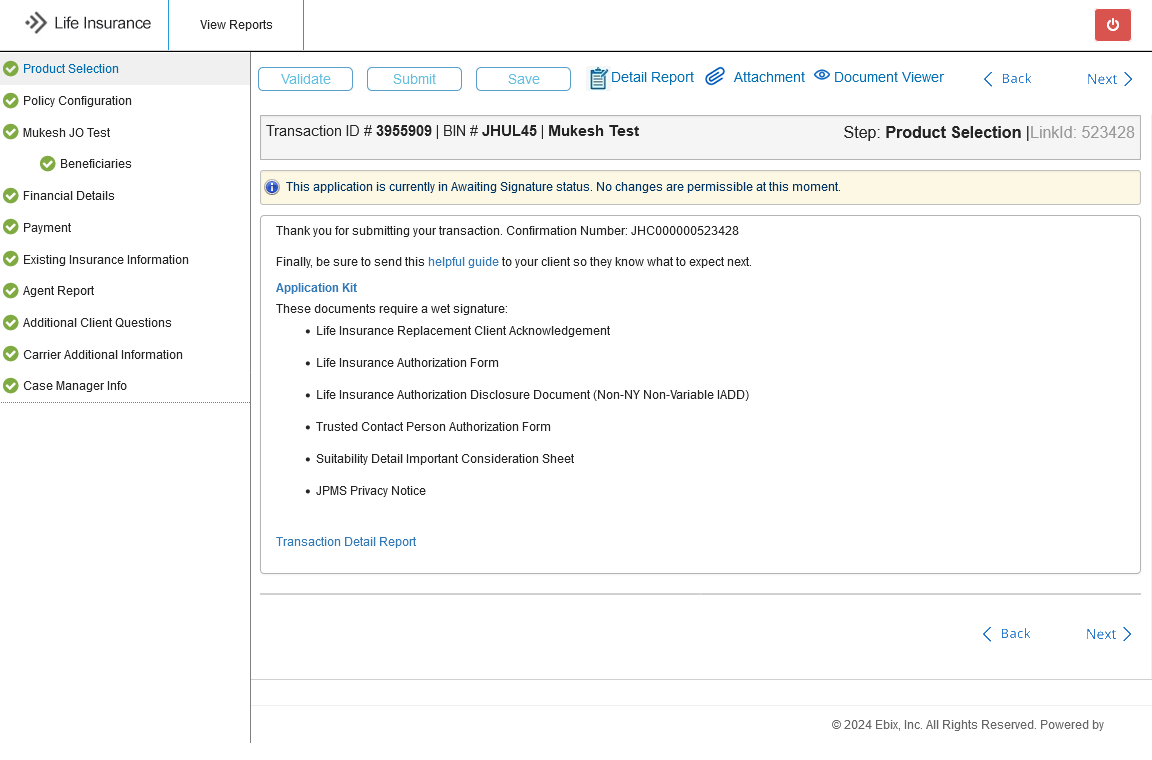 Life Insurance
View Reports
Product Selection
Policy Configuration
Mukesh JO Test
Beneficiaries
Financial Details
Payment
Existing Insurance Information
Agent Report
Additional Client Questions
Carrier Additional Information
Case Manager Info
Validate Submit Save Detail Report Attachment Document Viewer Back Next
Transaction ID # 3955909 | BIN # JHUL45 | Mukesh Test Step: Product Selection |LinkId: 523428
This application is currently in Awaiting Signature status. No changes are permissible at this moment.
Thank you for submitting your transaction. Confirmation Number: JHC000000523428
Finally, be sure to send this helpful guide to your client so they know what to expect next.
Application Kit
These documents require a wet signature:
• Life Insurance Replacement Client Acknowledgement
• Life Insurance Authorization Form
• Life Insurance Authorization Disclosure Document (Non-NY Non-Variable IADD)
• Trusted Contact Person Authorization Form
• Suitability Detail Important Consideration Sheet
• JPMS Privacy Notice
Transaction Detail Report
Back Next
© 2024 Ebix, Inc. All Rights Reserved. Powered by